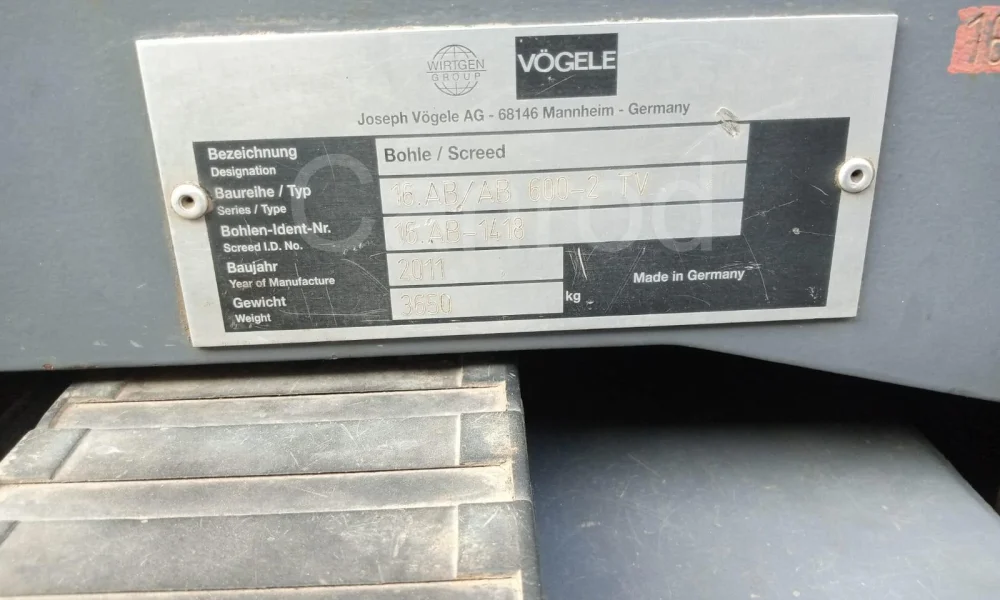 WIRTGEN
GROUP
VÖGELE
Joseph Vögele AG - 68146 Mannheim - Germany
Bezeichnung
Designation
Bohle / Screed
Baureihe / Typ
Series / Type
16.AB/AB 600-2 TV
Bohlen-Ident-Nr.
Screed I.D. No.
16.AB-1418
Baujahr
Year of Manufacture
2011
Made in Germany
Gewicht
Weight
3650
kg
16